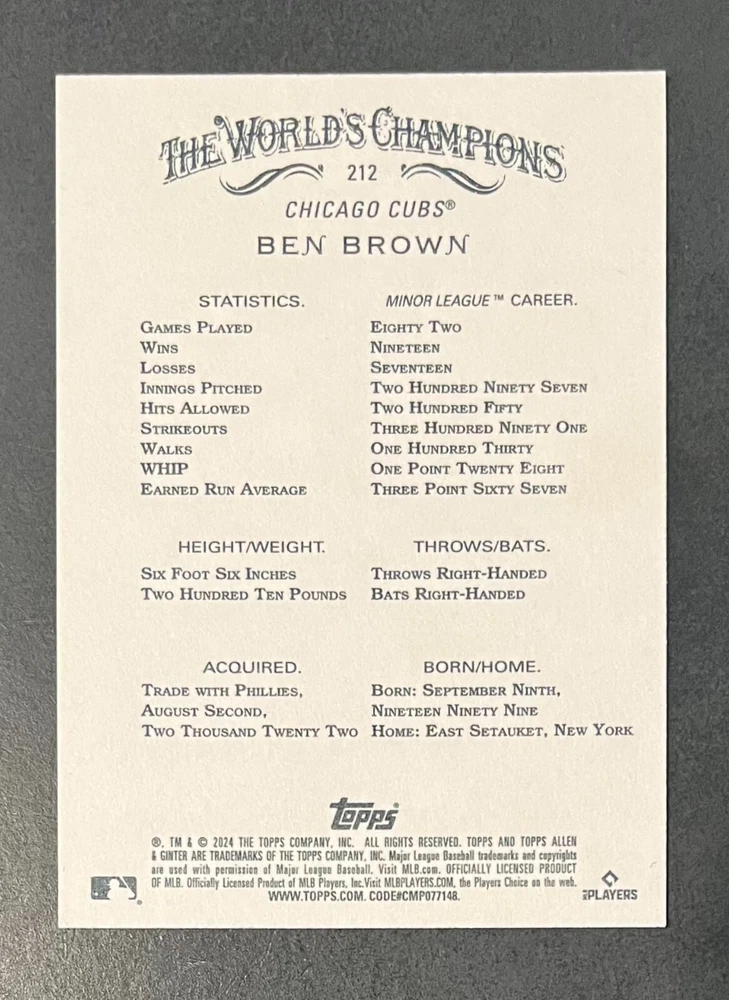 THE WORLD'S CHAMPIONS
212
CHICAGO CUBS®
BEN BROWN
STATISTICS. MINOR LEAGUE™ CAREER.
GAMES PLAYED EIGHTY TWO
WINS NINETEEN
LOSSES SEVENTEEN
INNINGS PITCHED TWO HUNDRED NINETY SEVEN
HITS ALLOWED TWO HUNDRED FIFTY
STRIKEOUTS THREE HUNDRED NINETY ONE
WALKS ONE HUNDRED THIRTY
WHIP ONE POINT TWENTY EIGHT
EARNED RUN AVERAGE THREE POINT SIXTY SEVEN
HEIGHT/WEIGHT. THROWS/BATS.
SIX FOOT SIX INCHES THROWS RIGHT-HANDED
TWO HUNDRED TEN POUNDS BATS RIGHT-HANDED
ACQUIRED. BORN/HOME.
TRADE WITH PHILLIES, BORN: SEPTEMBER NINTH,
AUGUST SECOND, NINETEEN NINETY NINE
TWO THOUSAND TWENTY TWO HOME: EAST SETAUKET, NEW YORK
Topps
®, TM & © 2024 THE TOPPS COMPANY, INC. ALL RIGHTS RESERVED. TOPPS AND TOPPS ALLEN
& GINTER ARE TRADEMARKS OF THE TOPPS COMPANY, INC. Major League Baseball trademarks and copyrights
are used with permission of Major League Baseball. Visit MLB.com. OFFICIALLY LICENSED PRODUCT
OF MLB. Officially Licensed Product of MLB Players, Inc.Visit MLBPLAYERS.COM, the Players Choice on the web.
WWW.TOPPS.COM. CODE#CMP077148.
MLB PLAYERS